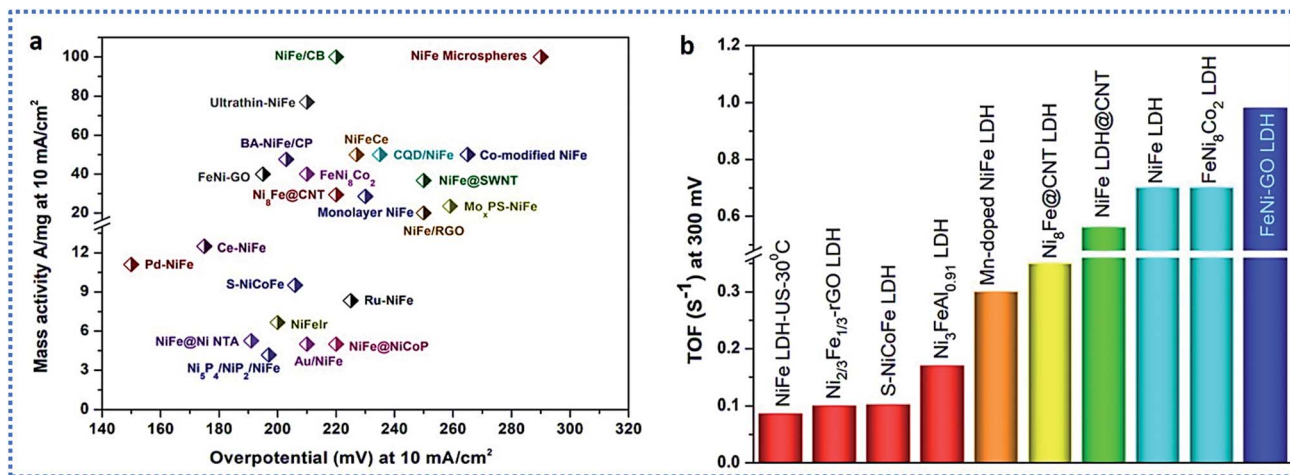 a
Mass activity A/mg at 10 mA/cm²
100
80
60
40
20
12
9
6
3
0
NiFe/CB
NiFe Microspheres
Ultrathin-NiFe
BA-NiFe/CP
NiFeCe
CQD/NiFe
Co-modified NiFe
FeNi-GO
FeNi₈Co₂
NiFe@SWNT
Ni₈Fe@CNT
Monolayer NiFe
MoₓPS-NiFe
NiFe/RGO
Ce-NiFe
Pd-NiFe
S-NiCoFe
Ru-NiFe
NiFeIr
NiFe@Ni NTA
NiFe@NiCoP
Au/NiFe
Ni₅P₄/NiP₂/NiFe
140 160 180 200 220 240 260 280 300 320
Overpotential (mV) at 10 mA/cm²
b
TOF (S⁻¹) at 300 mV
1.2
1.0
0.8
0.6
0.3
0.2
0.1
0.0
NiFe LDH-US-30⁰C
Ni₂/₃Fe₁/₃-rGO LDH
S-NiCoFe LDH
Ni₃FeAl₀.₉₁ LDH
Mn-doped NiFe LDH
Ni₈Fe@CNT LDH
NiFe LDH@CNT
NiFe LDH
FeNi₈Co₂ LDH
FeNi-GO LDH